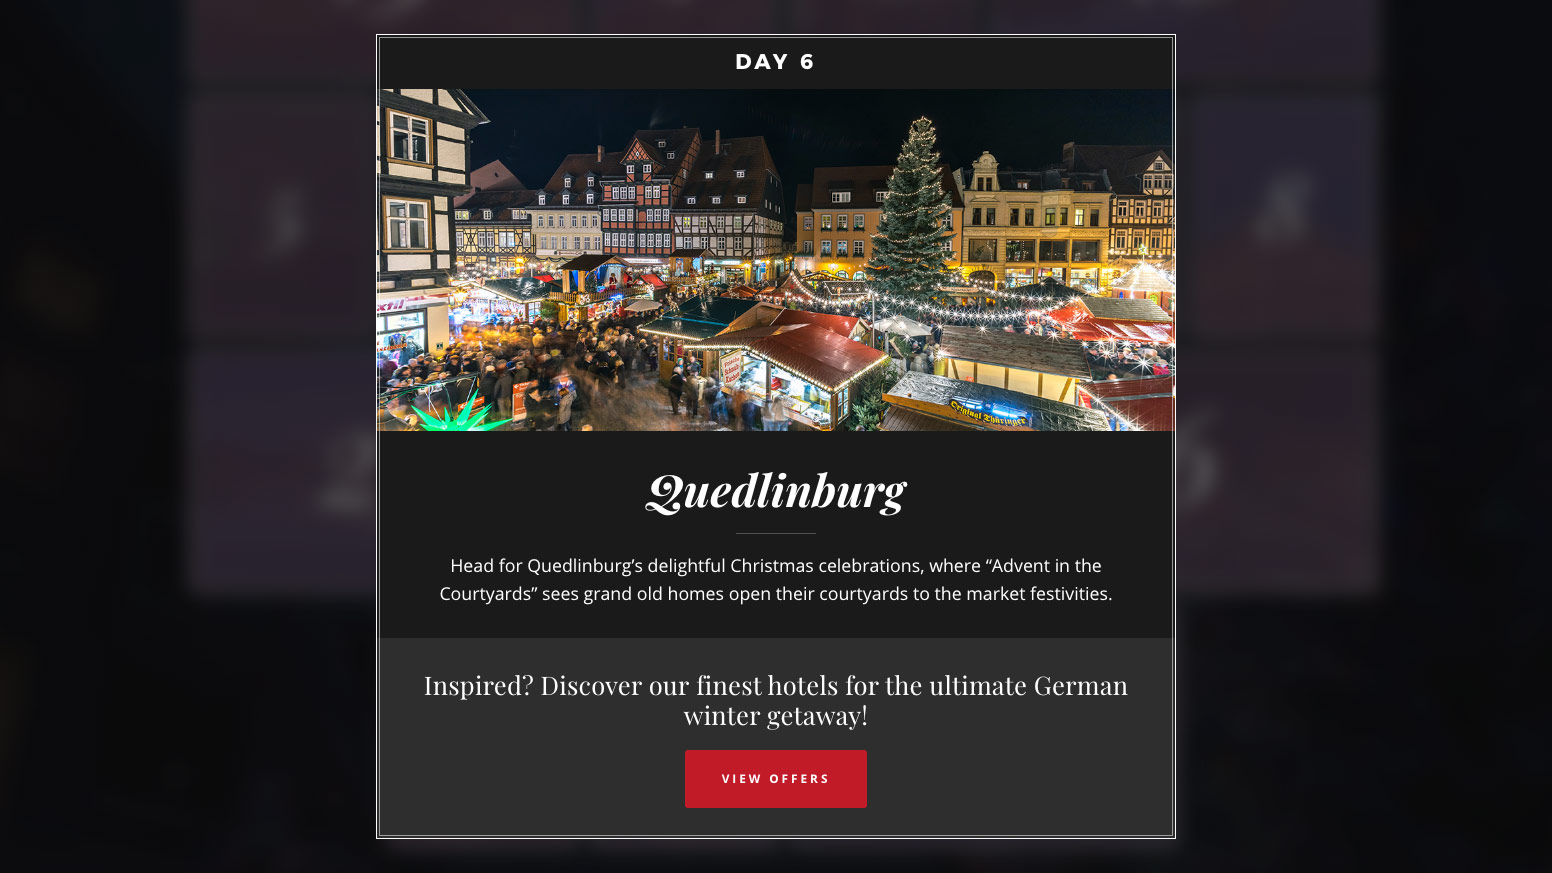 DAY 6
Original Thüringer
Quedlinburg
Head for Quedlinburg’s delightful Christmas celebrations, where “Advent in the
Courtyards” sees grand old homes open their courtyards to the market festivities.
Inspired? Discover our finest hotels for the ultimate German
winter getaway!
VIEW OFFERS